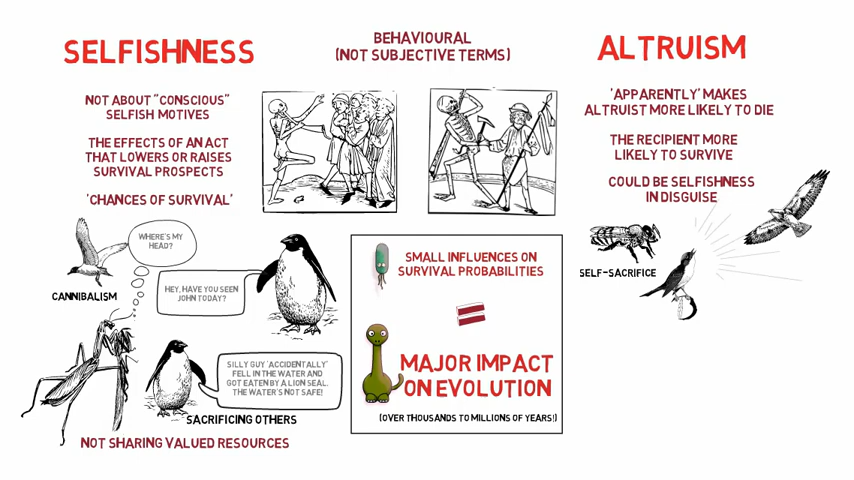 SELFISHNESS
BEHAVIOURAL
(NOT SUBJECTIVE TERMS)
ALTRUISM
NOT ABOUT "CONSCIOUS"
SELFISH MOTIVES
THE EFFECTS OF AN ACT
THAT LOWERS OR RAISES
SURVIVAL PROSPECTS
'CHANCES OF SURVIVAL'
'APPARENTLY' MAKES
ALTRUIST MORE LIKELY TO DIE
THE RECIPIENT MORE
LIKELY TO SURVIVE
COULD BE SELFISHNESS
IN DISGUISE
WHERE'S MY
HEAD?
CANNIBALISM
HEY, HAVE YOU SEEN
JOHN TODAY?
SILLY GUY 'ACCIDENTALLY'
FELL IN THE WATER AND
GOT EATEN BY A LION SEAL.
THE WATER'S NOT SAFE!
SACRIFICING OTHERS
NOT SHARING VALUED RESOURCES
SMALL INFLUENCES ON
SURVIVAL PROBABILITIES
=
MAJOR IMPACT
ON EVOLUTION
(OVER THOUSANDS TO MILLIONS OF YEARS!)
SELF-SACRIFICE